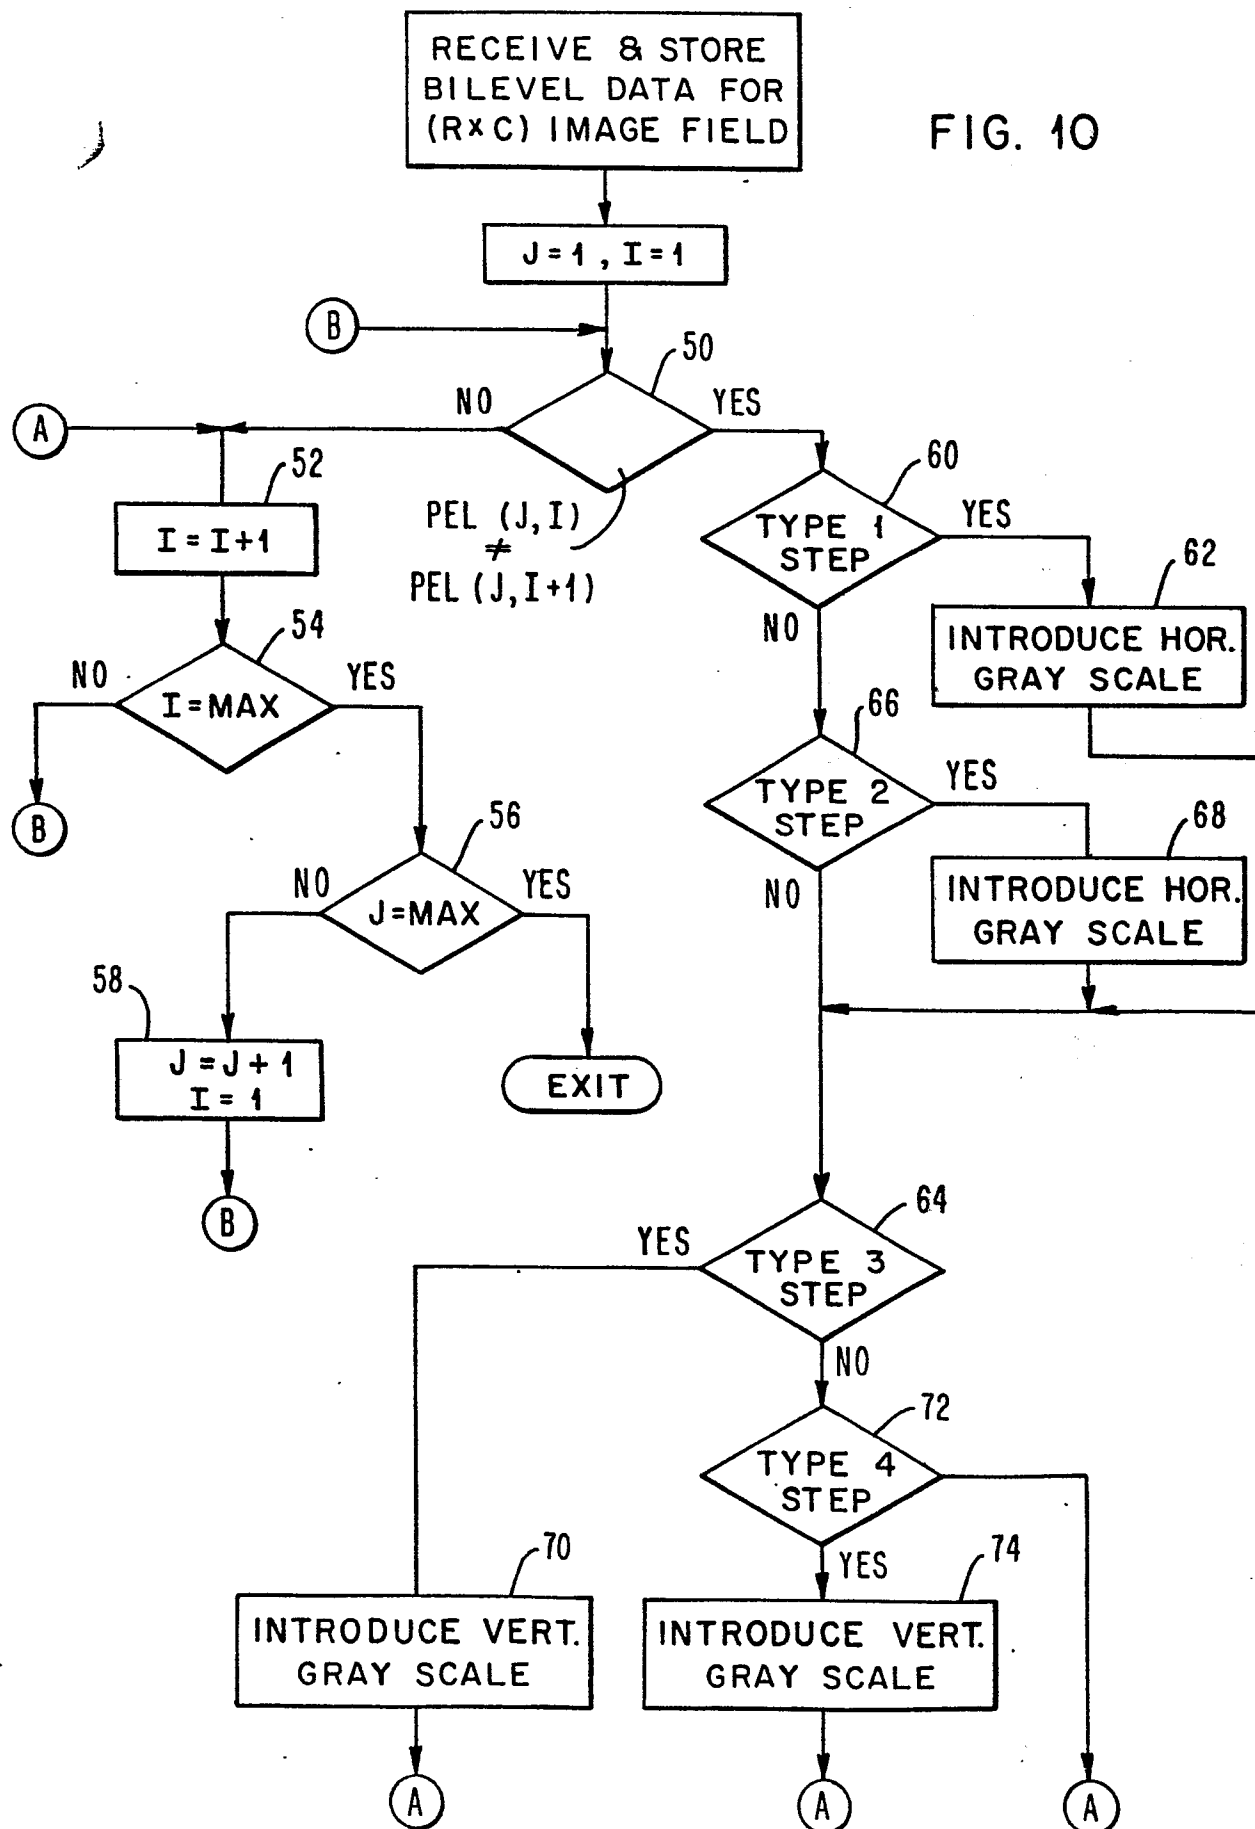 RECEIVE & STORE
BILEVEL DATA FOR
(R×C) IMAGE FIELD
FIG. 10
J = 1 , I = 1
B
50
NO
YES
A
52
60
PEL (J,I)
≠
PEL (J,I+1)
I = I+1
TYPE 1
STEP
YES
62
NO
54
INTRODUCE HOR.
GRAY SCALE
NO
YES
I = MAX
66
TYPE 2
STEP
YES
B
56
68
NO
YES
NO
INTRODUCE HOR.
GRAY SCALE
J = MAX
58
J = J + 1
I = 1
EXIT
B
64
YES
TYPE 3
STEP
NO
72
TYPE 4
STEP
70
YES
74
INTRODUCE VERT.
GRAY SCALE
INTRODUCE VERT.
GRAY SCALE
A
A
A